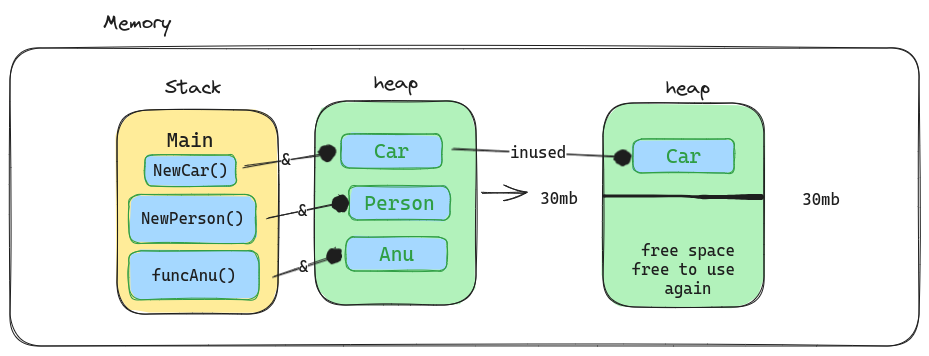 Memory
Stack
heap
heap
Main
NewCar()
&
Car
inused
Car
NewPerson()
&
Person
30mb
30mb
funcAnu()
&
Anu
free space
free to use
again